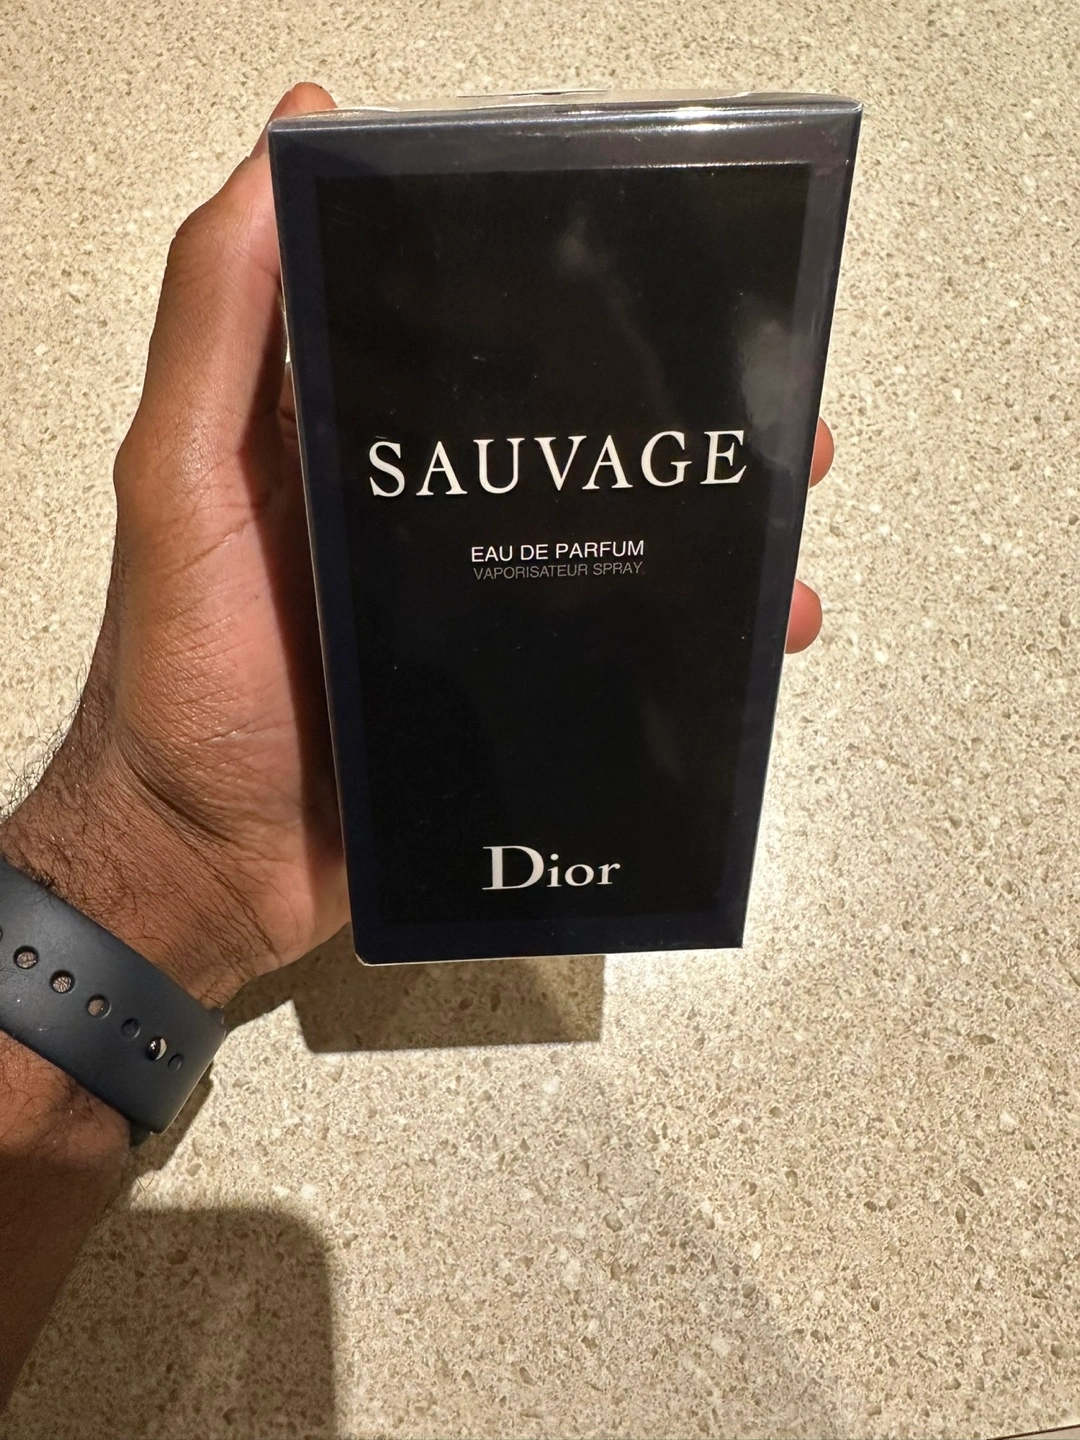 SAUVAGE
EAU DE PARFUM
VAPORISATEUR SPRAY
Dior